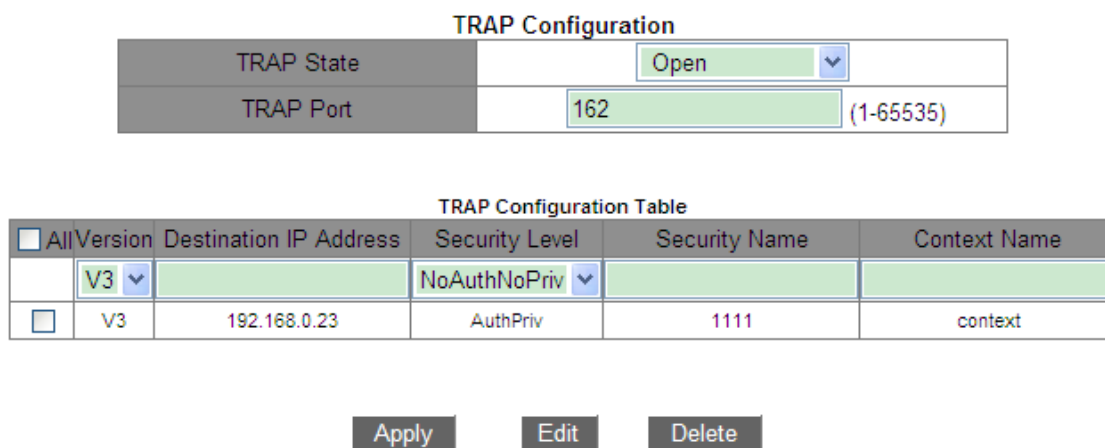 TRAP Configuration
TRAP State Open
TRAP Port 162 (1-65535)
TRAP Configuration Table
All Version Destination IP Address Security Level Security Name Context Name
V3 NoAuthNoPriv
V3 192.168.0.23 AuthPriv 1111 context
Apply Edit Delete